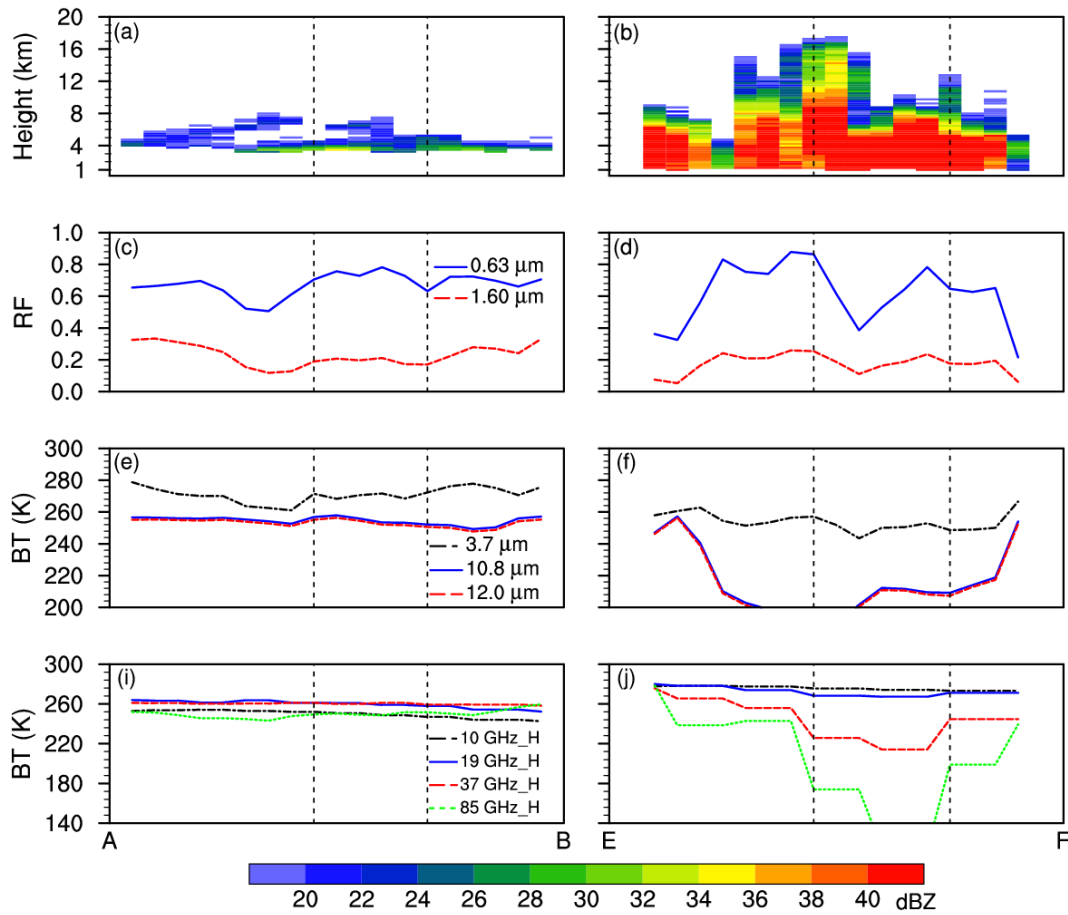 20
16
12
8
4
1
Height (km)
(a)
(b)
1.0
0.8
0.6
0.4
0.2
0.0
RF
(c)
0.63 µm
1.60 µm
(d)
300
280
260
240
220
200
BT (K)
(e)
3.7 µm
10.8 µm
12.0 µm
(f)
300
260
220
180
140
BT (K)
(i)
10 GHz_H
19 GHz_H
37 GHz_H
85 GHz_H
(j)
A B E F
20 22 24 26 28 30 32 34 36 38 40 dBZ